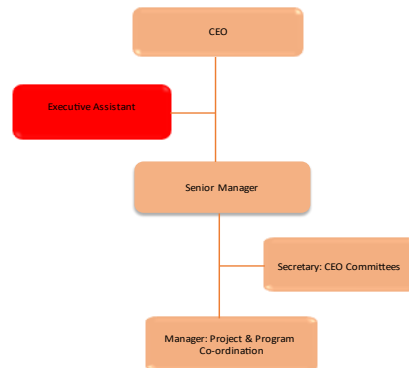 CEO
Executive Assistant
Senior Manager
Secretary: CEO Committees
Manager: Project & Program
Co-ordination